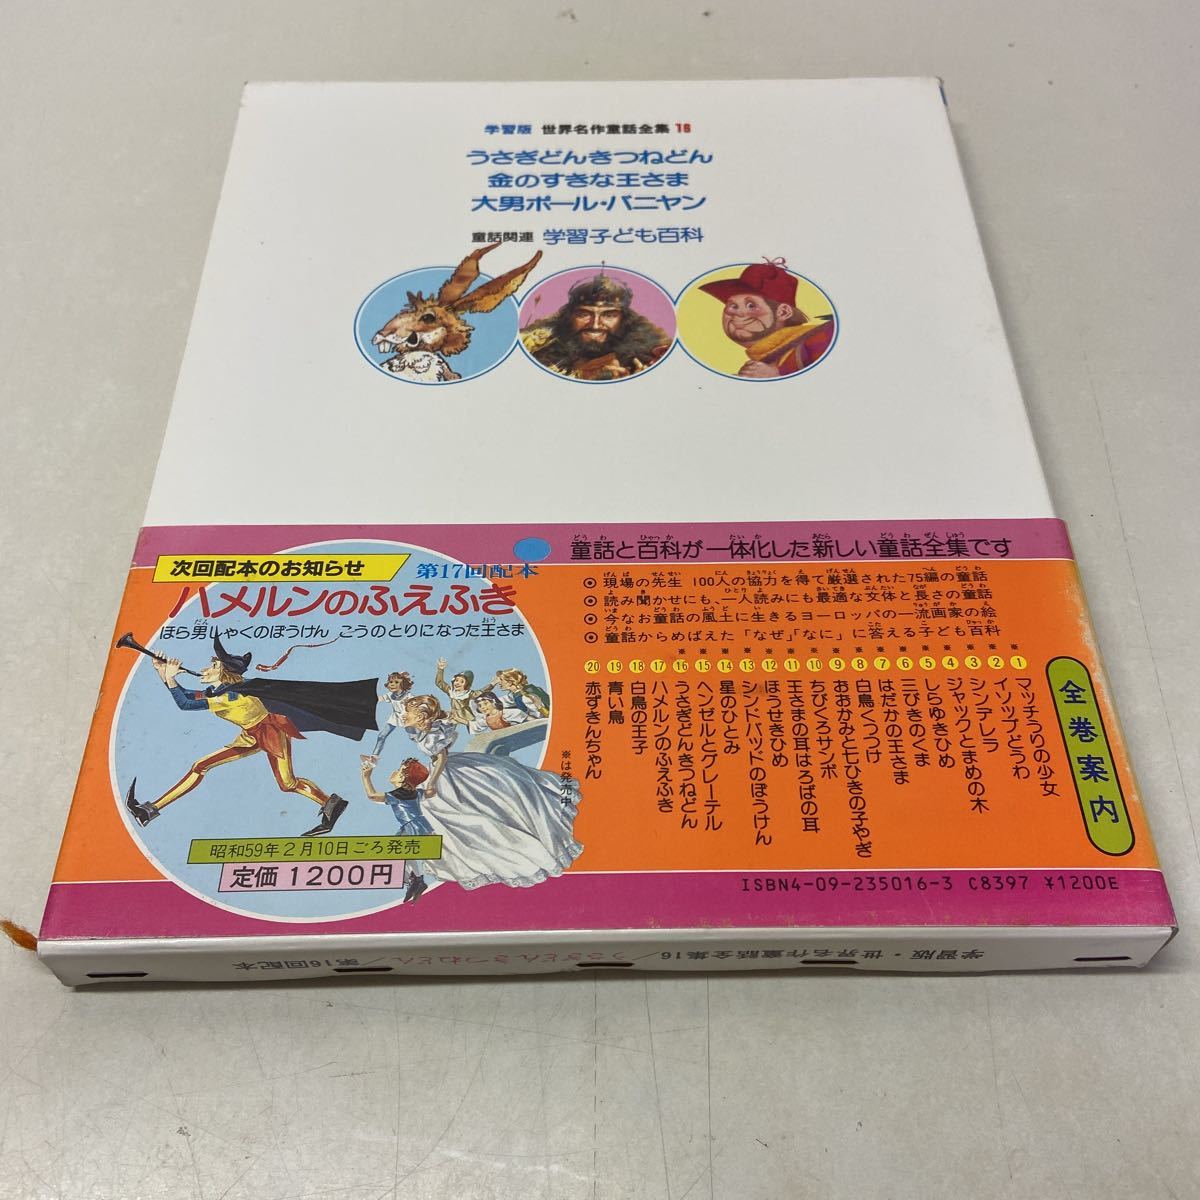 学習版 世界名作童話全集 16
うさぎどんきつねどん
金のすきな王さま
大男ポール・バニヤン
童話関連 学習子ども百科
童話と百科が一体化した新しい童話全集です
次回配本のお知らせ
第17回配本
ハメルンのふえふき
ほら男しゃくのぼうけん こうのとりになった王さま
昭和59年2月10日ごろ発売
定価1200円
◎現場の先生 100人の協力を得て厳選された75編の童話
◎読み聞かせにも、一人読みにも最適な文体と長さの童話
◎今なお童話の風土に生きるヨーロッパの一流画家の絵
◎童話からめばえた「なぜ」「なに」に答える子ども百科
全巻案内
※1 マッチうりの少女
※2 イソップどうわ
※3 シンデレラ
※4 ジャックとまめの木
※5 しらゆきひめ
※6 三びきのくま
※7 はだかの王さま
※8 白鳥くつつけ
※9 おおかみと七ひきの子やぎ
※10 ちびくろサンボ
※11 王さまの耳はろばの耳
※12 ほうせきひめ
※13 シンドバッドのぼうけん
※14 星のひとみ
※15 ヘンゼルとグレーテル
※16 うさぎどんきつねどん
17 ハメルンのふえふき
18 白鳥の王子
19 青い鳥
20 赤ずきんちゃん
※は発売中
ISBN4-09-235016-3 C8397 ¥1200E
学習版・世界名作童話全集16/うさぎどんきつねどん/第16回配本